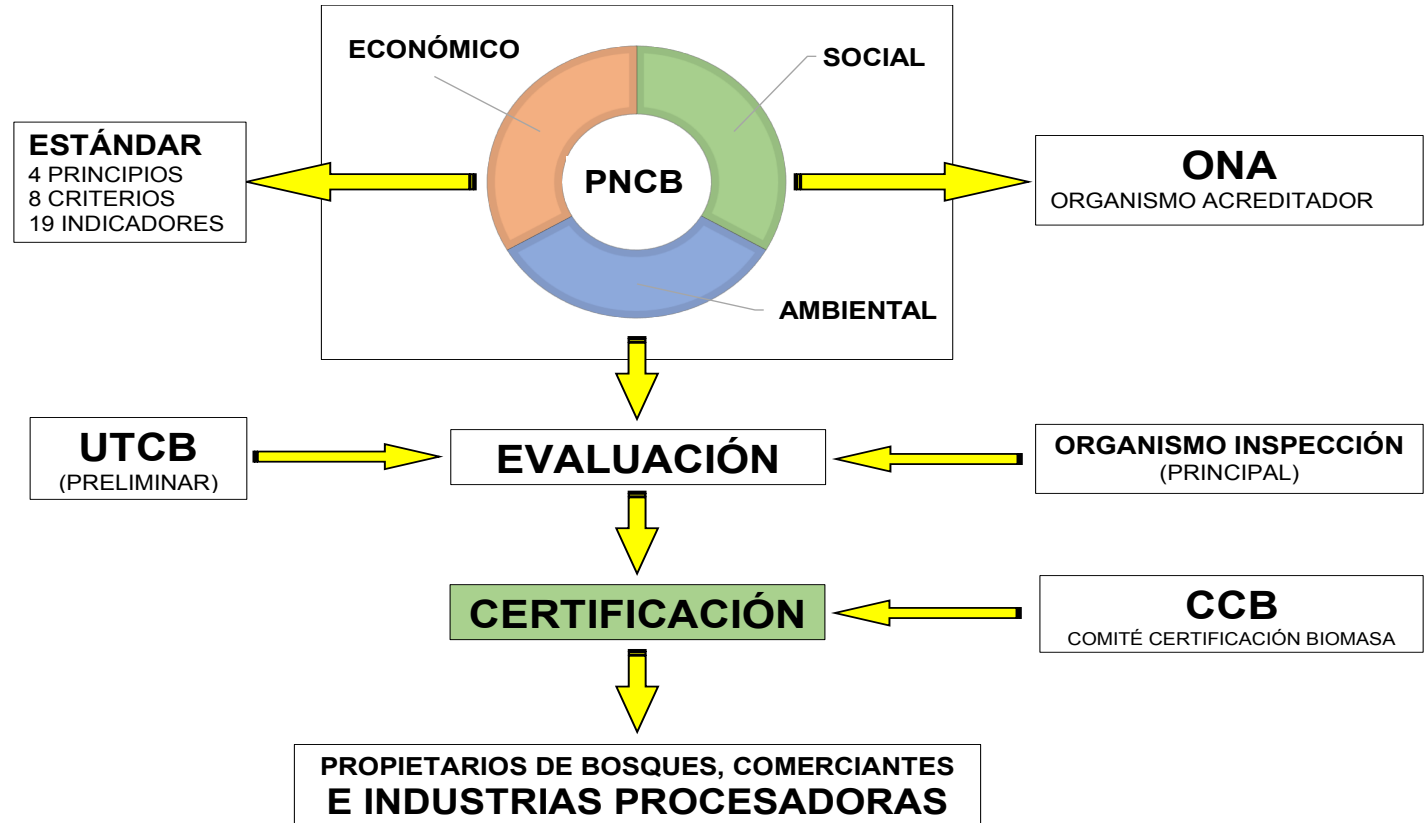 ECONÓMICO
SOCIAL
PNCB
AMBIENTAL
ESTÁNDAR
4 PRINCIPIOS
8 CRITERIOS
19 INDICADORES
ONA
ORGANISMO ACREDITADOR
UTCB
(PRELIMINAR)
EVALUACIÓN
ORGANISMO INSPECCIÓN
(PRINCIPAL)
CERTIFICACIÓN
CCB
COMITÉ CERTIFICACIÓN BIOMASA
PROPIETARIOS DE BOSQUES, COMERCIANTES
E INDUSTRIAS PROCESADORAS